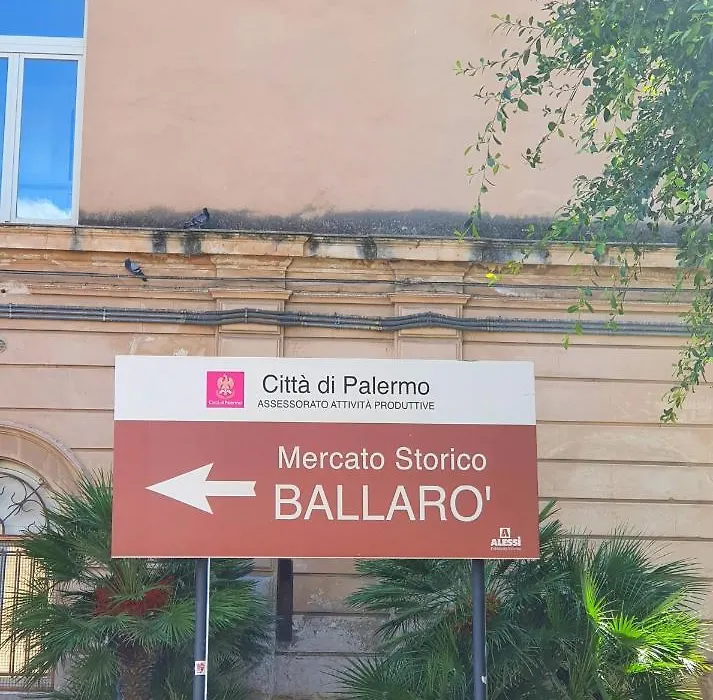 Città di Palermo
ASSESSORATO ATTIVITÀ PRODUTTIVE
Mercato Storico
BALLARO'
ALESSI